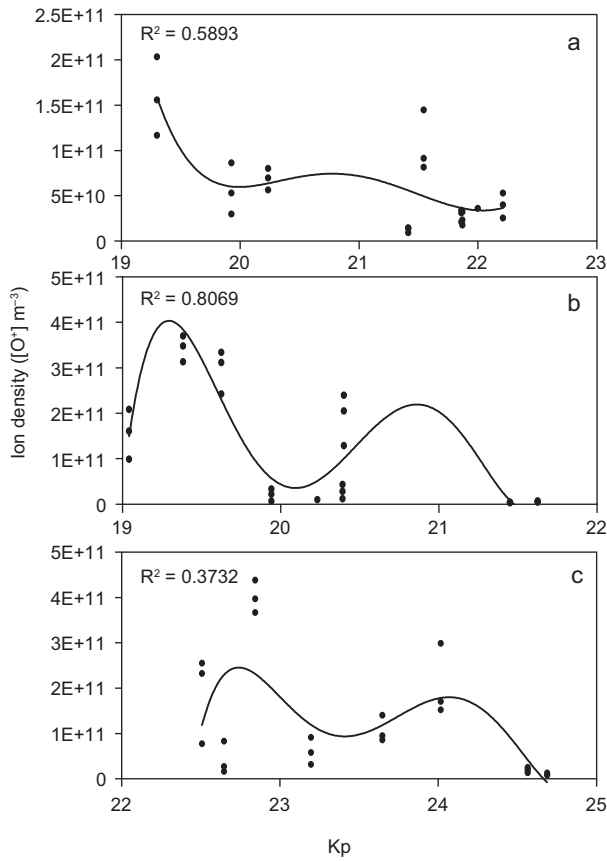 2.5E+11
R² = 0.5893
a
2E+11
1.5E+11
1E+11
5E+10
0
19 20 21 22 23
5E+11
R² = 0.8069
b
4E+11
3E+11
2E+11
1E+11
0
19 20 21 22
Ion density ([O⁺] m⁻³)
5E+11
R² = 0.3732
c
4E+11
3E+11
2E+11
1E+11
0
22 23 24 25
Kp